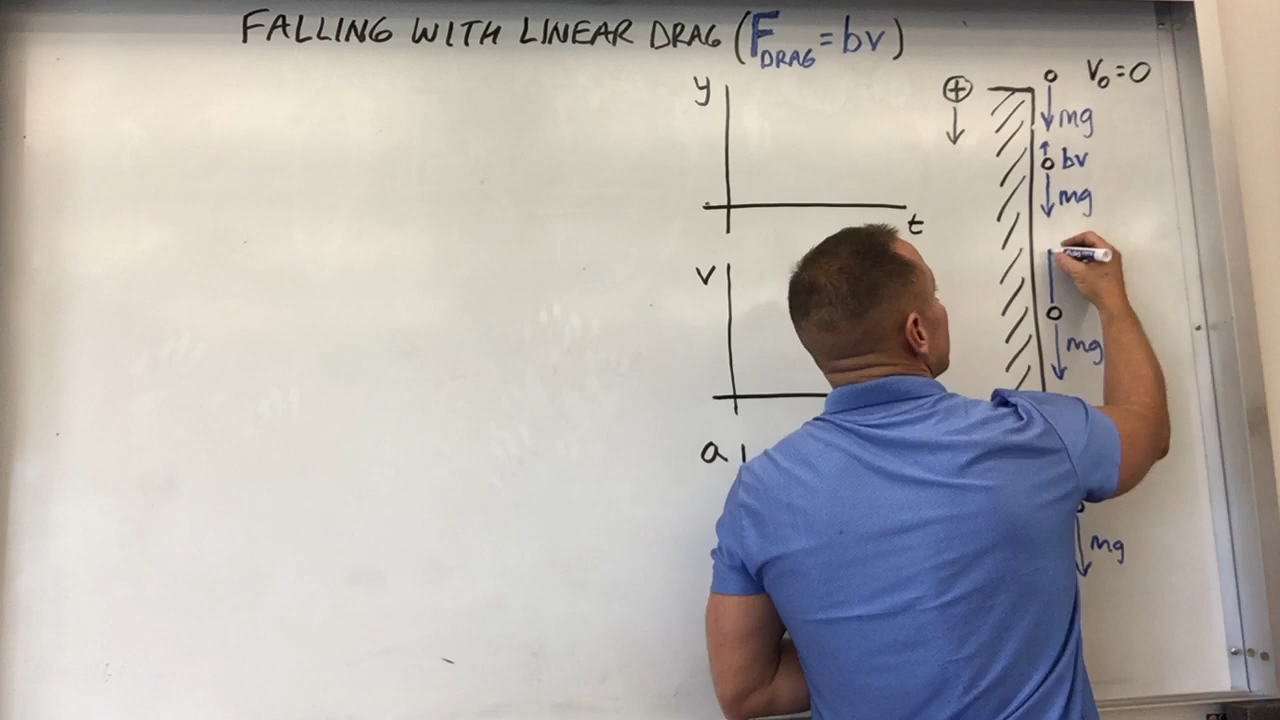 FALLING WITH LINEAR DRAG (F_DRAG = bv)
y
t
v
a
⊕
V₀ = 0
mg
bv
mg
mg
mg